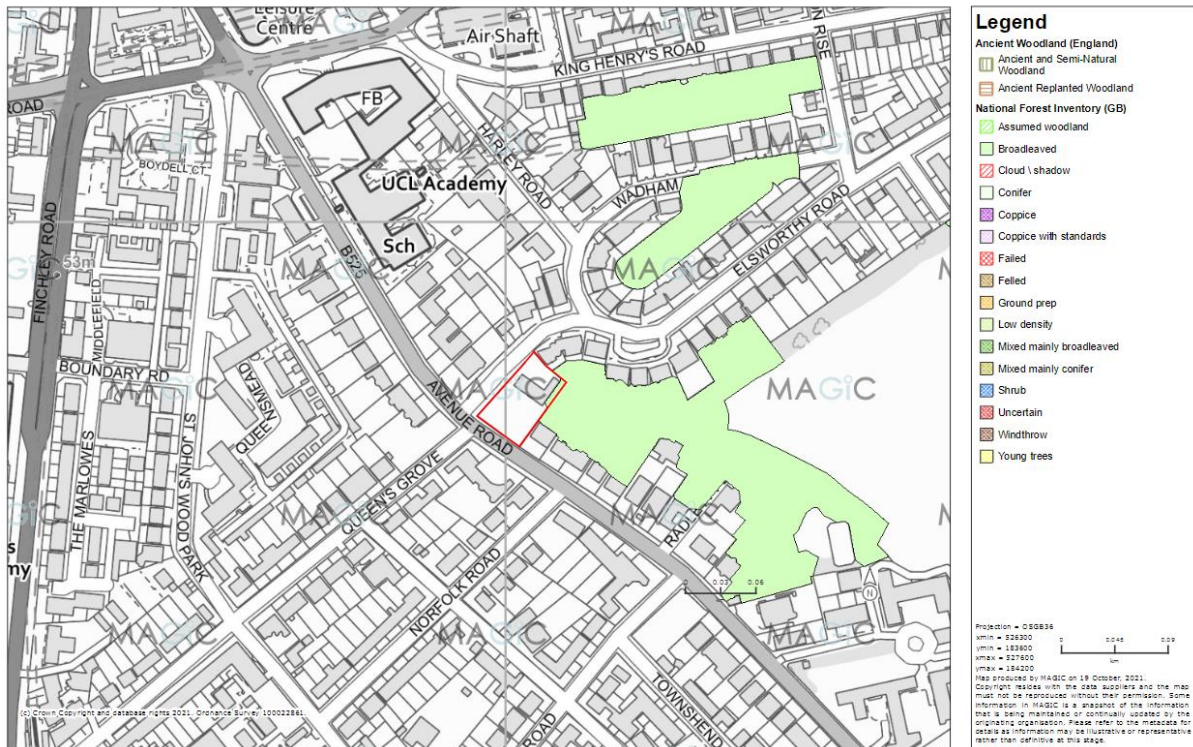 Leisure
Centre
Air Shaft
KING HENRY'S ROAD
N RISE
ROAD
FB
HARLEY ROAD
BOYDELL CT
UCL Academy
WADHAM
ELSWORTHY ROAD
Sch
B525
FINCHLEY ROAD
53m
MIDDLEFIELD
BOUNDARY RD
QUEENSMEAD
AVENUE ROAD
THE MARLOWES
ST JOHN'S WOOD PARK
QUEEN'S GROVE
NORFOLK ROAD
my
0 0.03 0.06
N
TOWNSHEND
ROAD
MAGiC
(c) Crown Copyright and database rights 2021. Ordnance Survey 100022861.
Legend
Ancient Woodland (England)
Ancient and Semi-Natural
Woodland
Ancient Replanted Woodland
National Forest Inventory (GB)
Assumed woodland
Broadleaved
Cloud \ shadow
Conifer
Coppice
Coppice with standards
Failed
Felled
Ground prep
Low density
Mixed mainly broadleaved
Mixed mainly conifer
Shrub
Uncertain
Windthrow
Young trees
Projection = OSGB36
xmin = 526300
ymin = 183600
xmax = 527600
ymax = 184200
0 0.045 0.09
km
Map produced by MAGIC on 19 October, 2021.
Copyright resides with the data suppliers and the map
must not be reproduced without their permission. Some
information in MAGIC is a snapshot of the information
that is being maintained or continually updated by the
originating organisation. Please refer to the metadata for
details as information may be illustrative or representative
rather than definitive at this stage.